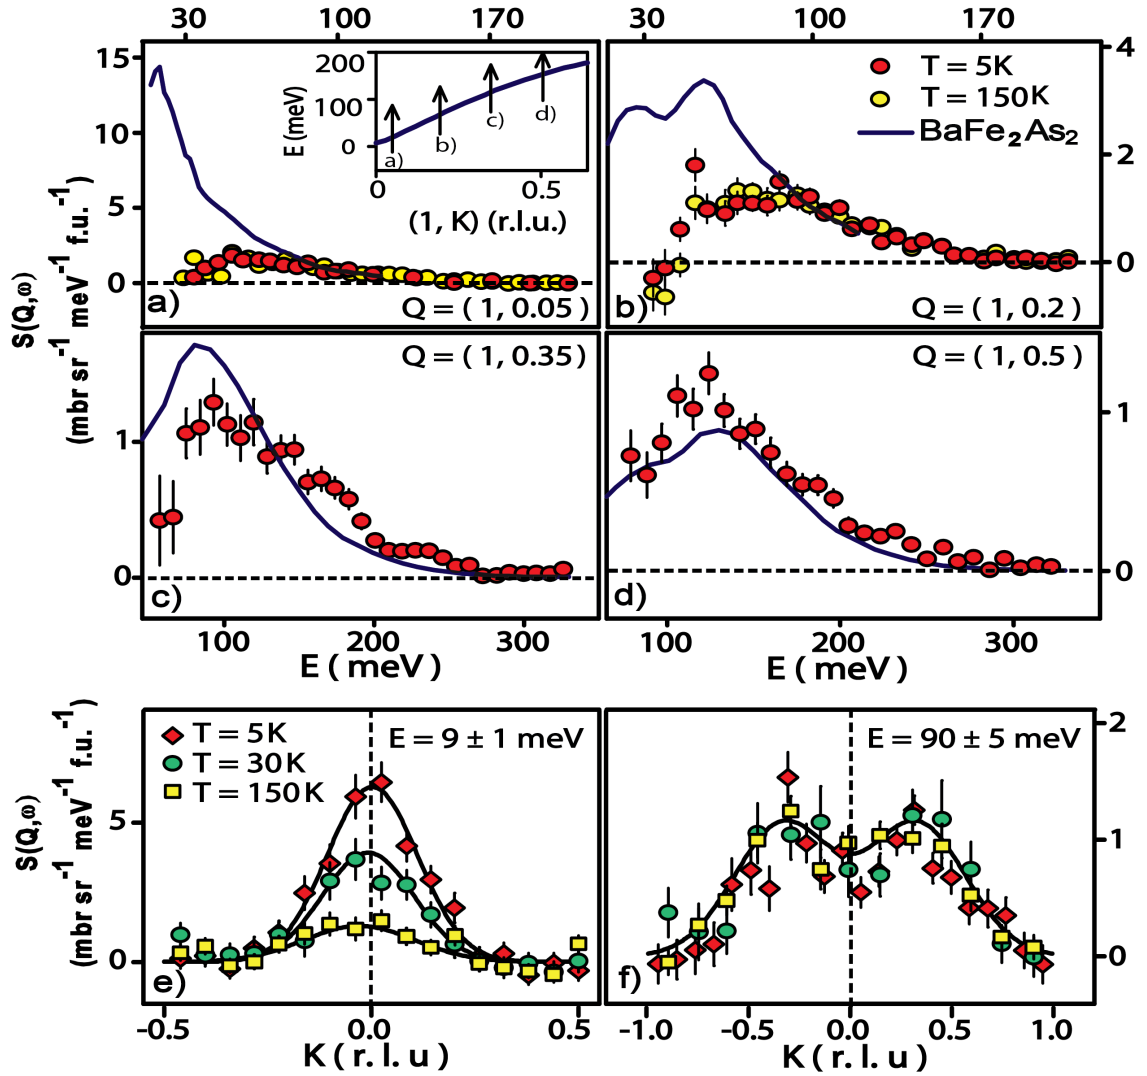 30 100 170
30 100 170
15
10
5
0
S(Q,ω)
(mbr sr⁻¹ meV⁻¹ f.u.⁻¹
200
100
0
E (meV)
a)
b)
c)
d)
0 0.5
(1, K) (r.l.u.)
a)
Q = ( 1, 0.05 )
T = 5K
T = 150K
BaFe₂As₂
4
2
0
b)
Q = ( 1, 0.2 )
Q = ( 1, 0.35 )
1
0
c)
100 200 300
E ( meV )
Q = ( 1, 0.5 )
1
0
d)
100 200 300
E ( meV )
S(Q,ω)
(mbr sr⁻¹ meV⁻¹ f.u.⁻¹
T = 5K
T = 30K
T = 150K
E = 9 ± 1 meV
5
0
e)
-0.5 0.0 0.5
K ( r. l. u )
E = 90 ± 5 meV
2
1
0
f)
-1.0 -0.5 0.0 0.5 1.0
K ( r. l. u )